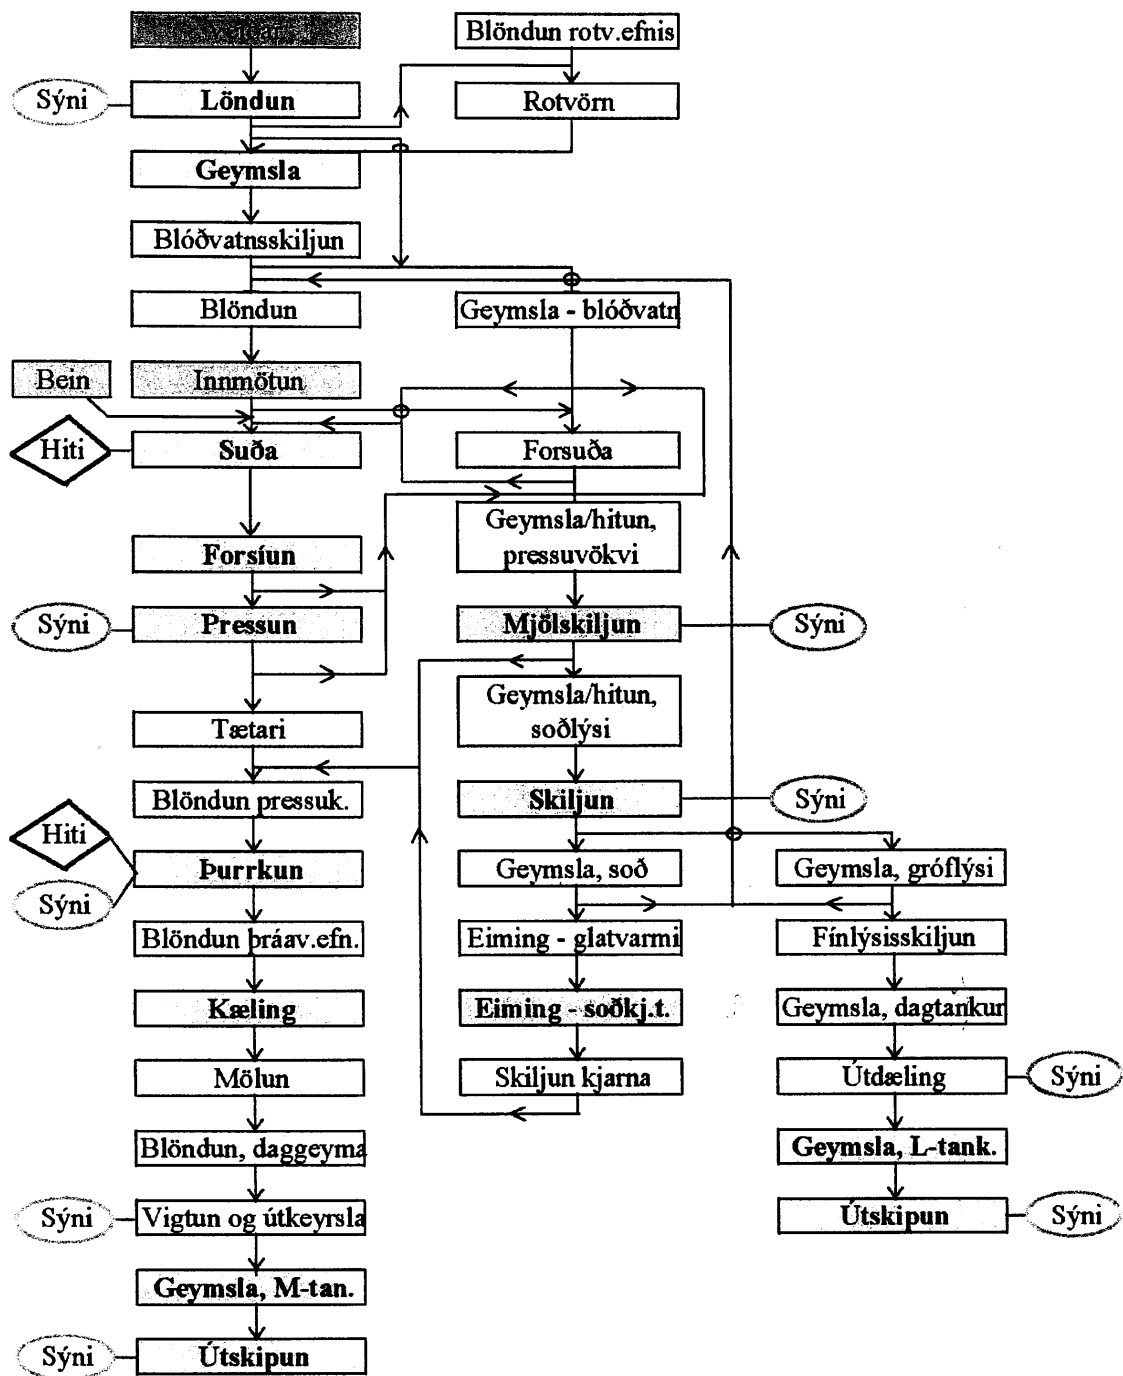 Blöndun rotv.efnis
Sýni
Löndun
Rotvörn
Geymsla
Blóðvatnsskiljun
Blöndun
Geymsla - blóðvatn
Bein
Innmötun
Hiti
Suða
Forsuða
Geymsla/hitun,
pressuvökvi
Forsíun
Sýni
Pressun
Mjölskiljun
Sýni
Geymsla/hitun,
soðlýsi
Tætari
Blöndun pressuk.
Skiljun
Sýni
Hiti
Þurrkun
Sýni
Geymsla, soð
Geymsla, gróflýsi
Blöndun þráav.efn.
Eiming - glatvarmi
Fínlýsisskiljun
Kæling
Eiming - soðkj.t.
Geymsla, dagtankur
Mölun
Skiljun kjarna
Útdæling
Sýni
Blöndun, daggeyma
Geymsla, L-tank.
Sýni
Vigtun og útkeyrsla
Útskipun
Sýni
Geymsla, M-tan.
Sýni
Útskipun